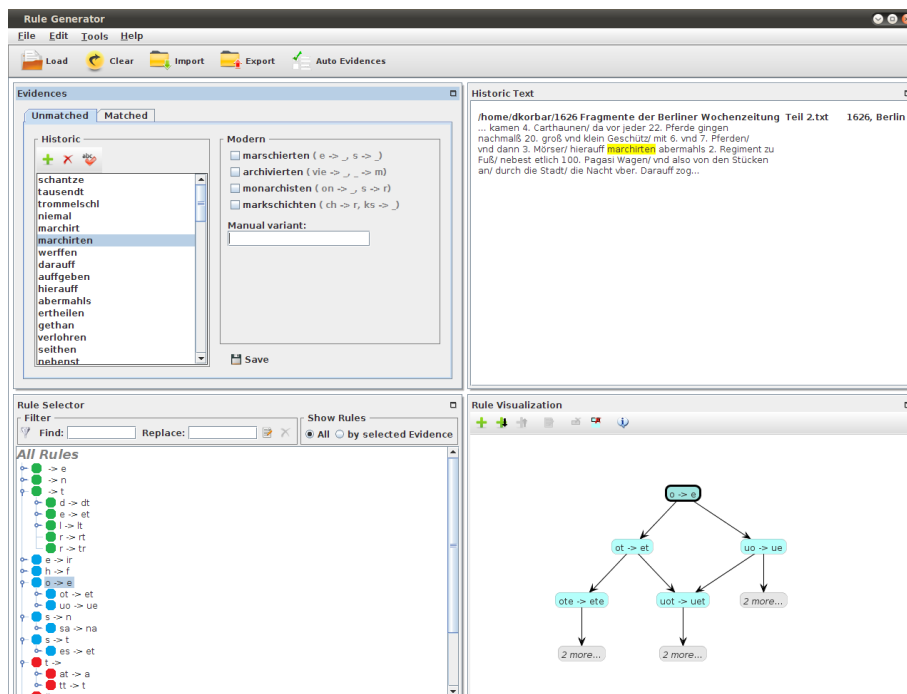 Rule Generator
File Edit Tools Help
Load Clear Import Export Auto Evidences
Evidences
Unmatched Matched
Historic
abc
schantze
tausendt
trommelschl
niemal
marchirt
marchirten
werffen
darauff
auffgeben
hierauff
abermahls
ertheilen
gethan
verlohren
seithen
nebenst
Modern
marschierten ( e -> _, s -> _)
archivierten ( vie -> _, _ -> m)
monarchisten ( on -> _, s -> r)
markschichten ( ch -> r, ks -> _)
Manual variant:
Save
Historic Text
/home/dkorbar/1626 Fragmente der Berliner Wochenzeitung Teil 2.txt 1626, Berlin
... kamen 4. Carthaunen/ da vor jeder 22. Pferde gingen
nachmalß 20. groß vnd klein Geschütz/ mit 6. vnd 7. Pferden/
vnd dann 3. Mörser/ hierauff marchirten abermahls 2. Regiment zu
Fuß/ nebest etlich 100. Pagasi Wagen/ vnd also von den Stücken
an/ durch die Stadt/ die Nacht vber. Darauff zog...
Rule Selector
Filter
Find: Replace:
Show Rules
All by selected Evidence
All Rules
-> e
-> n
-> t
d -> dt
e -> et
l -> lt
r -> rt
r -> tr
e -> ir
h -> f
o -> e
ot -> et
uo -> ue
s -> n
sa -> na
s -> t
es -> et
t ->
at -> a
tt -> t
Rule Visualization
o -> e
ot -> et uo -> ue
ote -> ete uot -> uet 2 more...
2 more... 2 more...